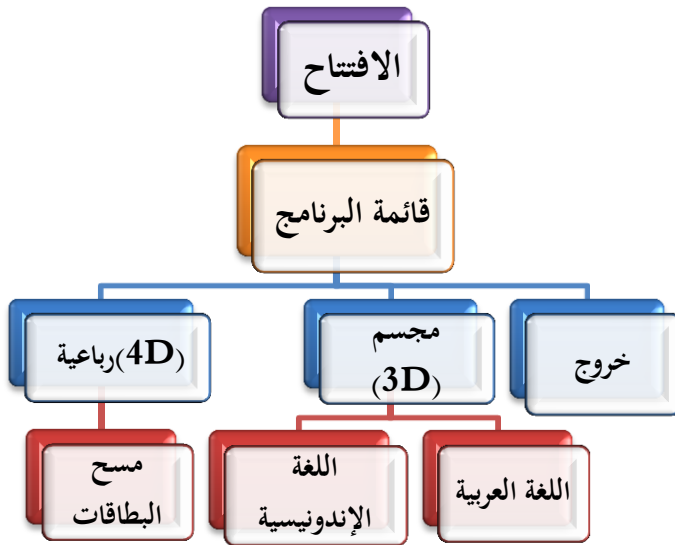 الافتتاح
قائمة البرنامج
خروج
مجسم
(3D)
رباعية(4D)
اللغة العربية
اللغة
الإندونيسية
مسح
البطاقات